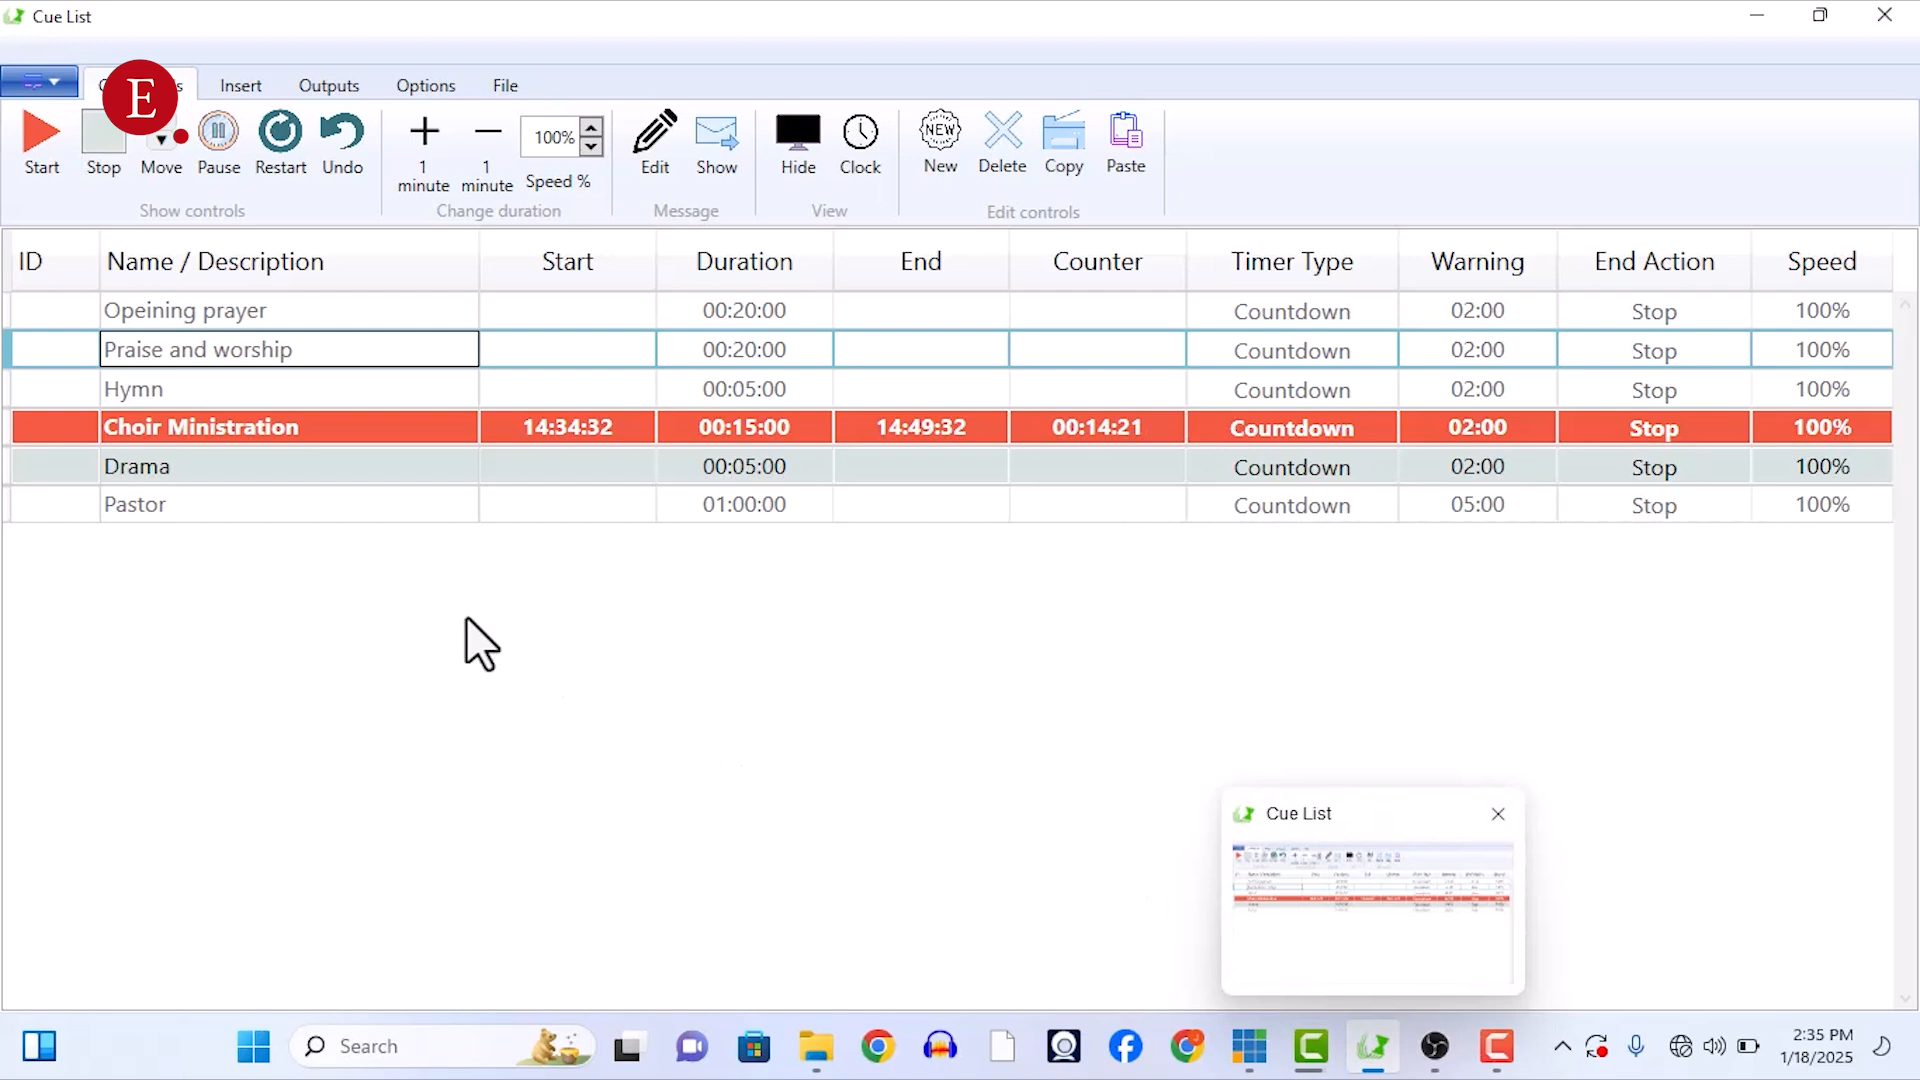 Cue List
E
Insert Outputs Options File
Start Stop Move Pause Restart Undo
1 minute 1 minute 100% Speed %
Edit Show Hide Clock
NEW
New Delete Copy Paste
Show controls Change duration Message View Edit controls
ID Name / Description Start Duration End Counter Timer Type Warning End Action Speed
Opeining prayer 00:20:00 Countdown 02:00 Stop 100%
Praise and worship 00:20:00 Countdown 02:00 Stop 100%
Hymn 00:05:00 Countdown 02:00 Stop 100%
Choir Ministration 14:34:32 00:15:00 14:49:32 00:14:21 Countdown 02:00 Stop 100%
Drama 00:05:00 Countdown 02:00 Stop 100%
Pastor 01:00:00 Countdown 05:00 Stop 100%
Cue List
Search
2:35 PM
1/18/2025